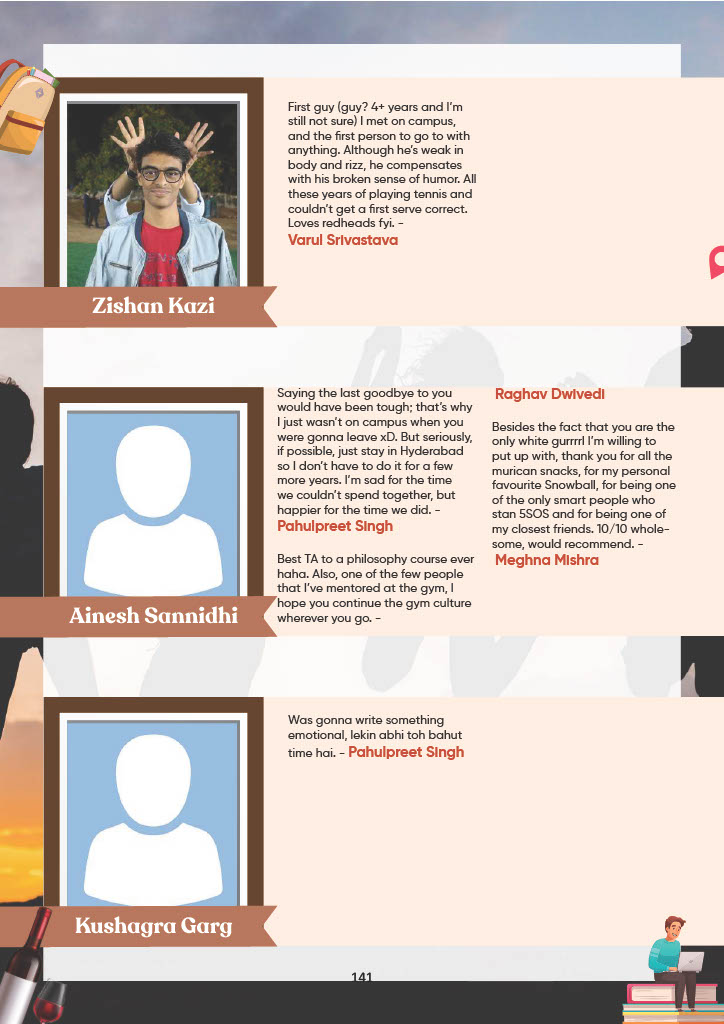 First guy (guy? 4+ years and I'm
still not sure) I met on campus,
and the first person to go to with
anything. Although he's weak in
body and rizz, he compensates
with his broken sense of humor. All
these years of playing tennis and
couldn't get a first serve correct.
Loves redheads fyi. -
Varul Srivastava
Zishan Kazi
Saying the last goodbye to you
would have been tough; that's why
I just wasn't on campus when you
were gonna leave xD. But seriously,
if possible, just stay in Hyderabad
so I don't have to do it for a few
more years. I'm sad for the time
we couldn't spend together, but
happier for the time we did. -
Pahulpreet Singh
Best TA to a philosophy course ever
haha. Also, one of the few people
that I've mentored at the gym, I
hope you continue the gym culture
wherever you go. -
Raghav Dwivedi
Besides the fact that you are the
only white gurrrrl I'm willing to
put up with, thank you for all the
murican snacks, for my personal
favourite Snowball, for being one
of the only smart people who
stan 5SOS and for being one of
my closest friends. 10/10 whole-
some, would recommend. -
Meghna Mishra
Ainesh Sannidhi
Was gonna write something
emotional, lekin abhi toh bahut
time hai. - Pahulpreet Singh
Kushagra Garg
141